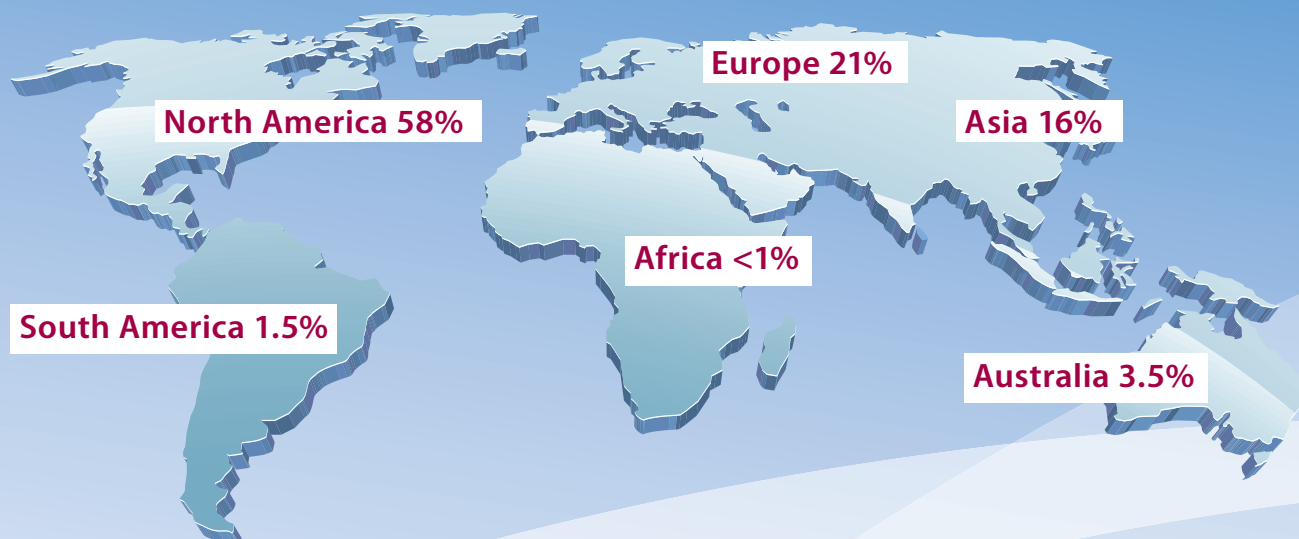 Europe 21%
North America 58%
Asia 16%
Africa <1%
South America 1.5%
Australia 3.5%